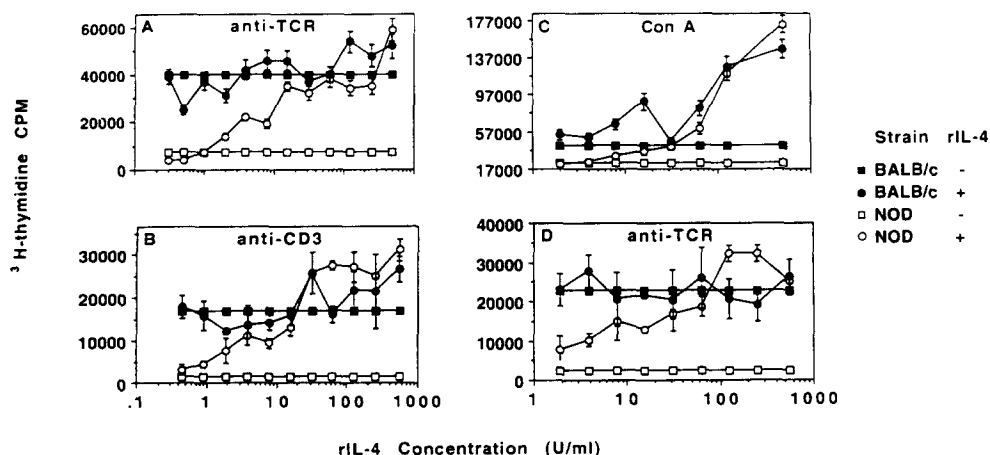 A anti-TCR
60000
40000
20000
0
C Con A
177000
137000
97000
57000
17000
Strain rIL-4
BALB/c -
BALB/c +
NOD -
NOD +
³H-thymidine CPM
B anti-CD3
30000
20000
10000
0
.1 1 10 100 1000
D anti-TCR
40000
30000
20000
10000
0
1 10 100 1000
rIL-4 Concentration (U/ml)